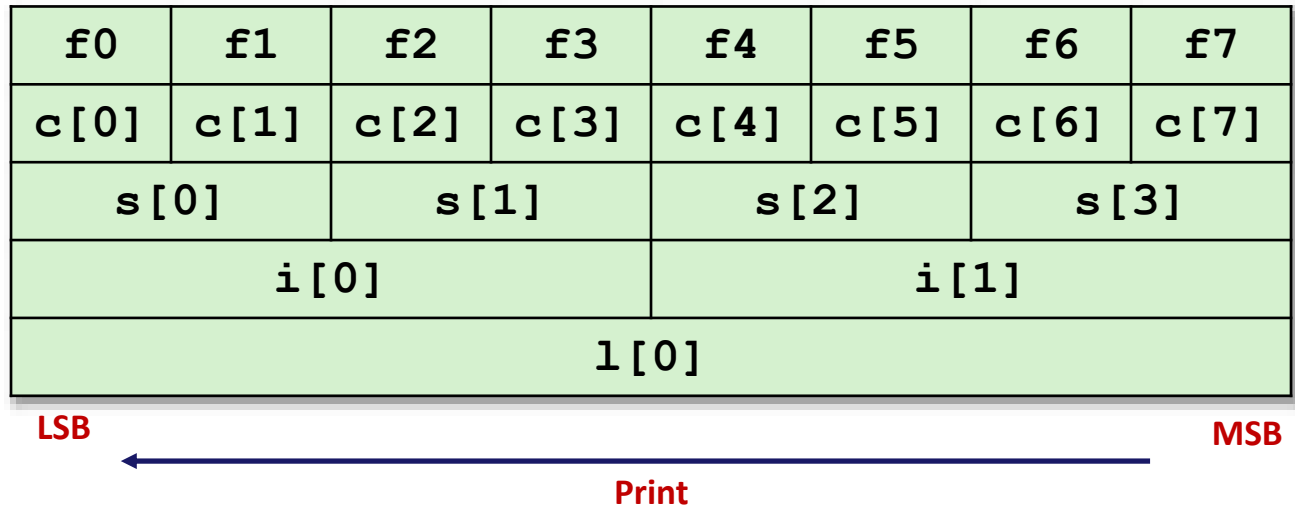 f0 f1 f2 f3 f4 f5 f6 f7
c[0] c[1] c[2] c[3] c[4] c[5] c[6] c[7]
s[0] s[1] s[2] s[3]
i[0] i[1]
l[0]
LSB MSB
Print